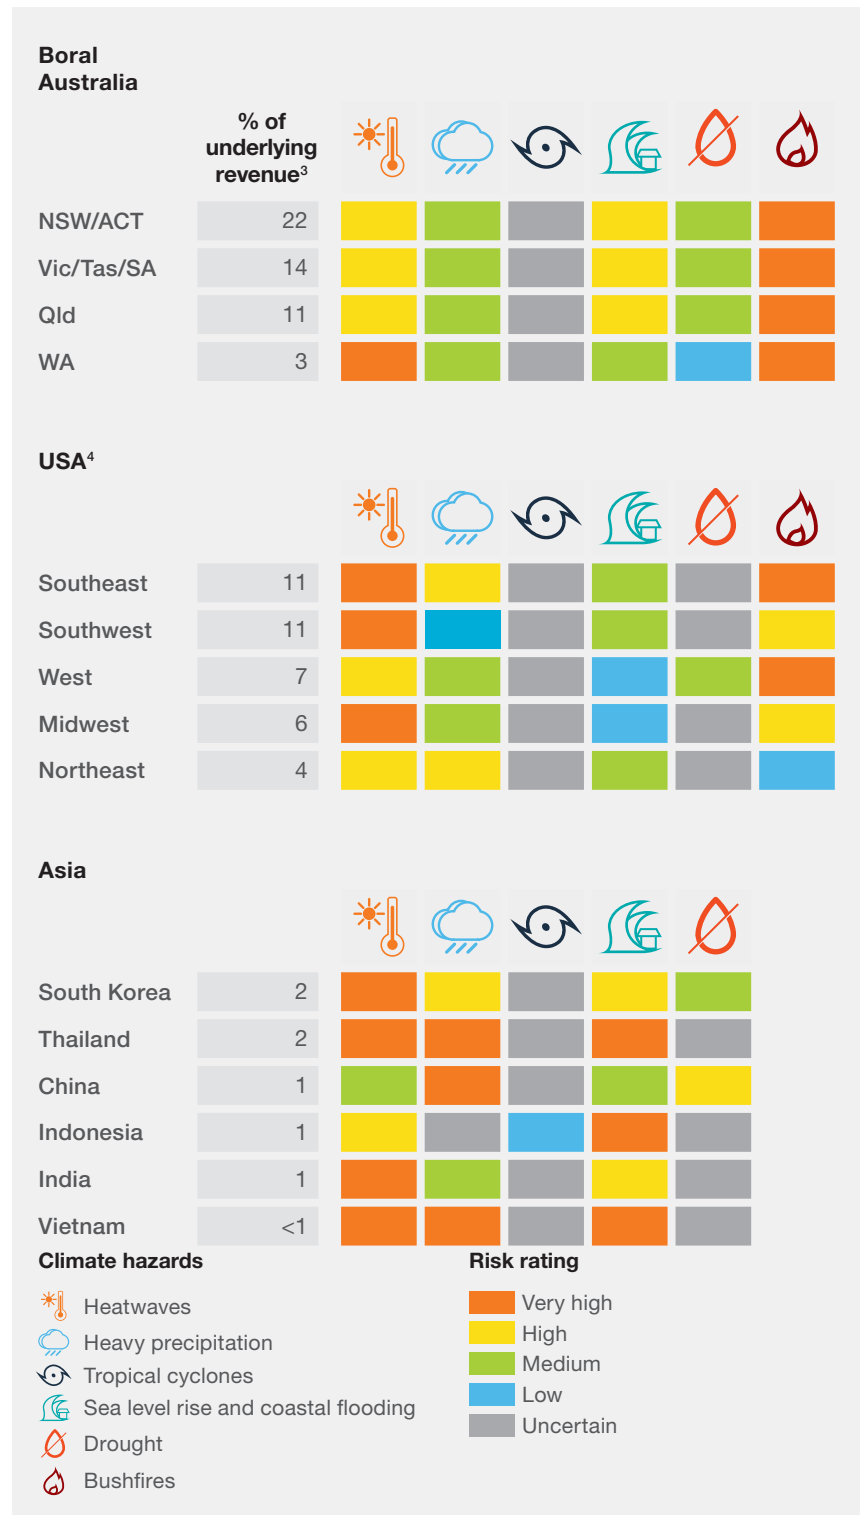 Boral
Australia
% of
underlying
revenue³
NSW/ACT 22
Vic/Tas/SA 14
Qld 11
WA 3
USA⁴
Southeast 11
Southwest 11
West 7
Midwest 6
Northeast 4
Asia
South Korea 2
Thailand 2
China 1
Indonesia 1
India 1
Vietnam <1
Climate hazards
Heatwaves
Heavy precipitation
Tropical cyclones
Sea level rise and coastal flooding
Drought
Bushfires
Risk rating
Very high
High
Medium
Low
Uncertain